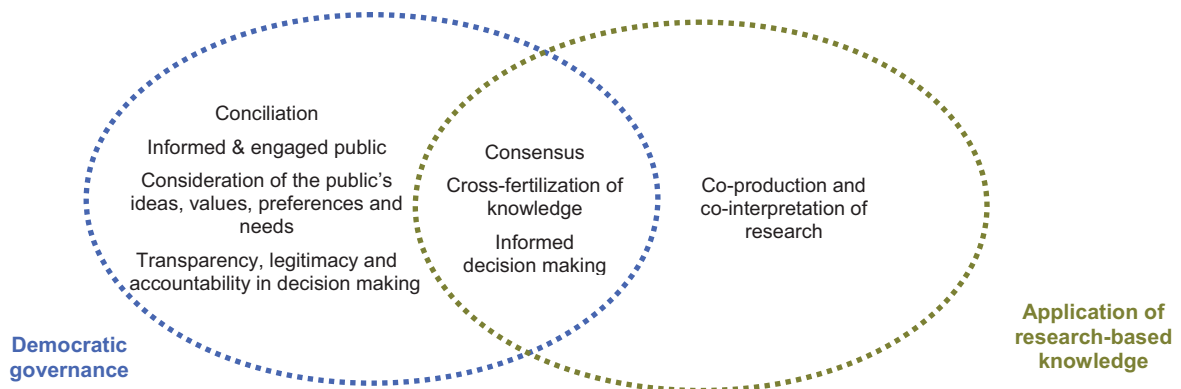 Conciliation
Informed & engaged public
Consideration of the public's
ideas, values, preferences and
needs
Transparency, legitimacy and
accountability in decision making
Consensus
Cross-fertilization of
knowledge
Informed
decision making
Co-production and
co-interpretation of
research
Democratic
governance
Application of
research-based
knowledge